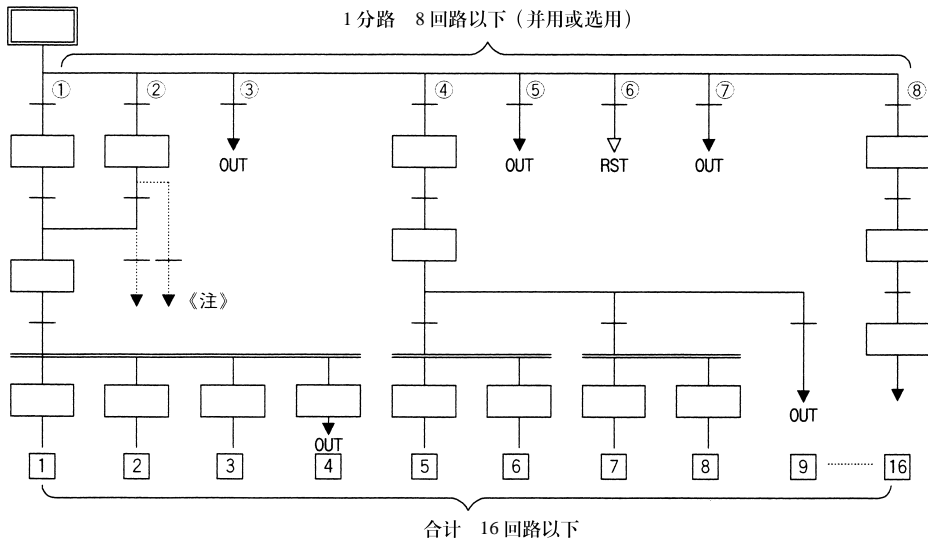 1分路 8回路以下(并用或选用)
① ② ③ ④ ⑤ ⑥ ⑦ ⑧
OUT OUT RST OUT
《注》
OUT
OUT
1 2 3 4 5 6 7 8 9 16
合计 16回路以下